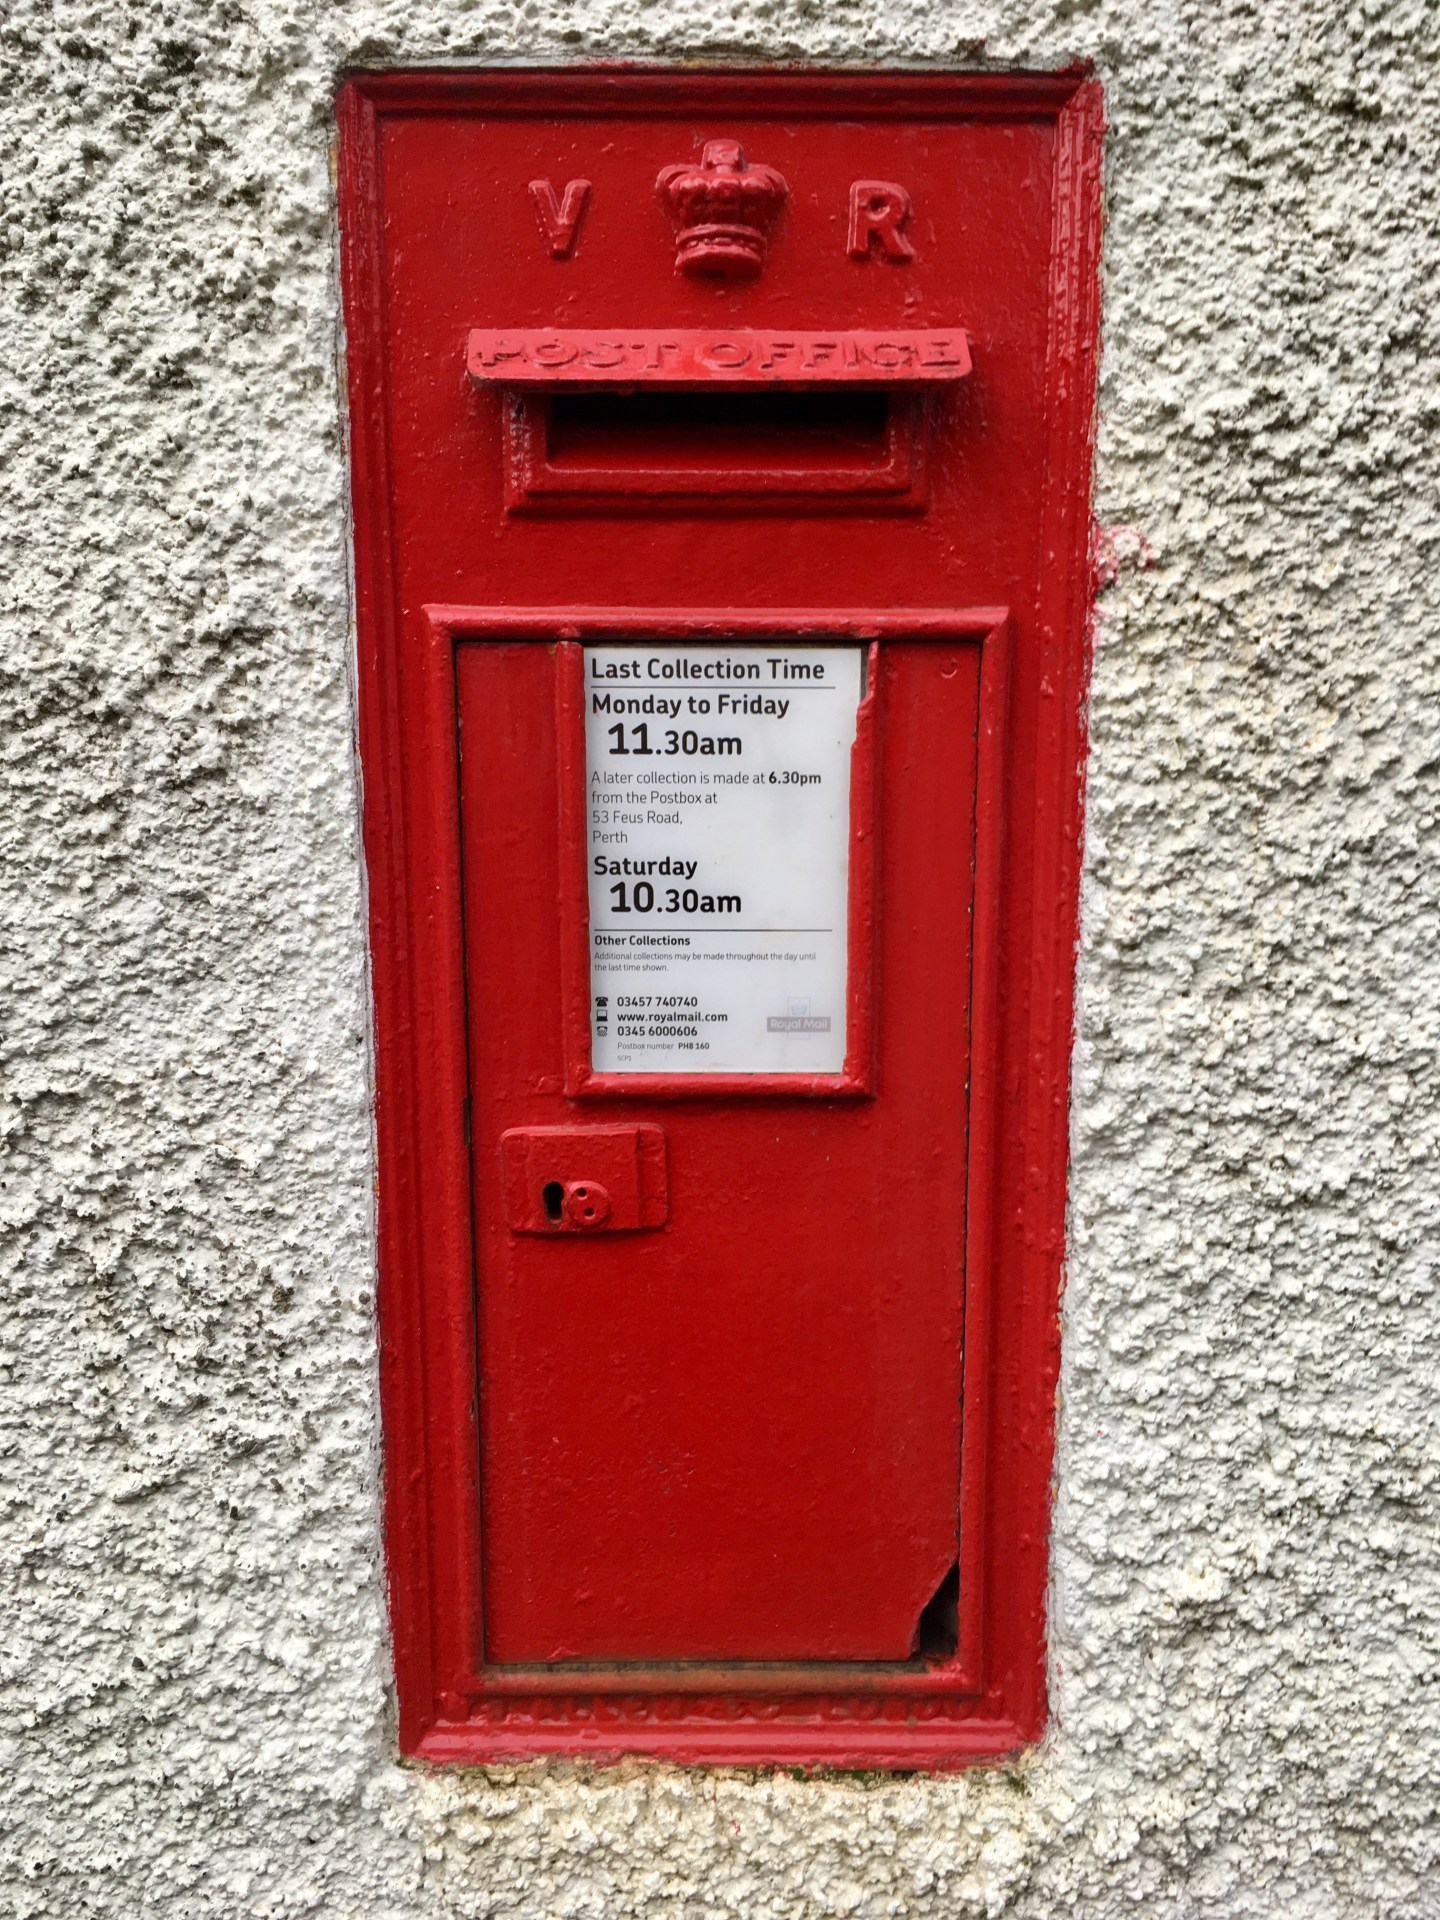 V R
POST OFFICE
Last Collection Time
Monday to Friday
11.30am
A later collection is made at 6.30pm
from the Postbox at
53 Feus Road,
Perth
Saturday
10.30am
Other Collections
Additional collections may be made throughout the day until
the last time shown.
03457 740740
www.royalmail.com
0345 6000606
Royal Mail
Postbox number PH8 160
SCP1
LONDON